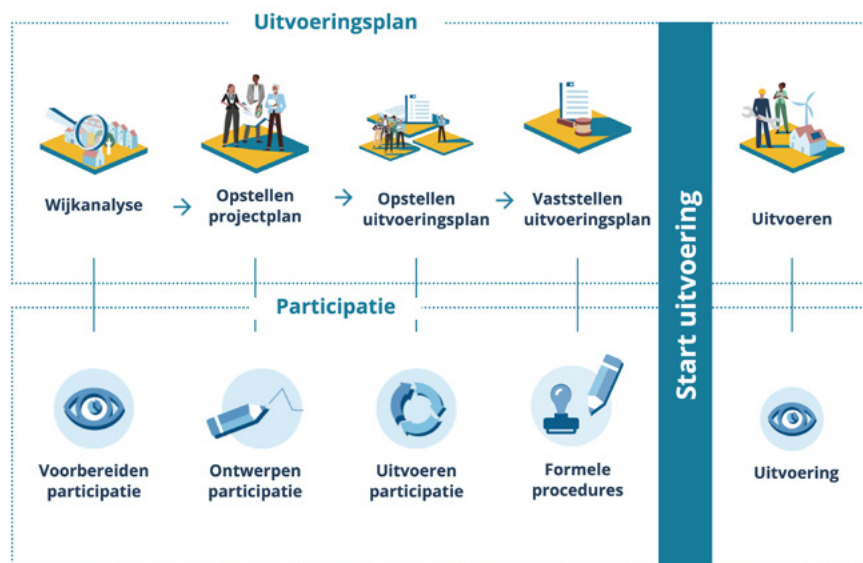 Uitvoeringsplan
Wijkanalyse
Opstellen
projectplan
Opstellen
uitvoeringsplan
Vaststellen
uitvoeringsplan
Start uitvoering
Uitvoeren
Participatie
Voorbereiden
participatie
Ontwerpen
participatie
Uitvoeren
participatie
Formele
procedures
Uitvoering